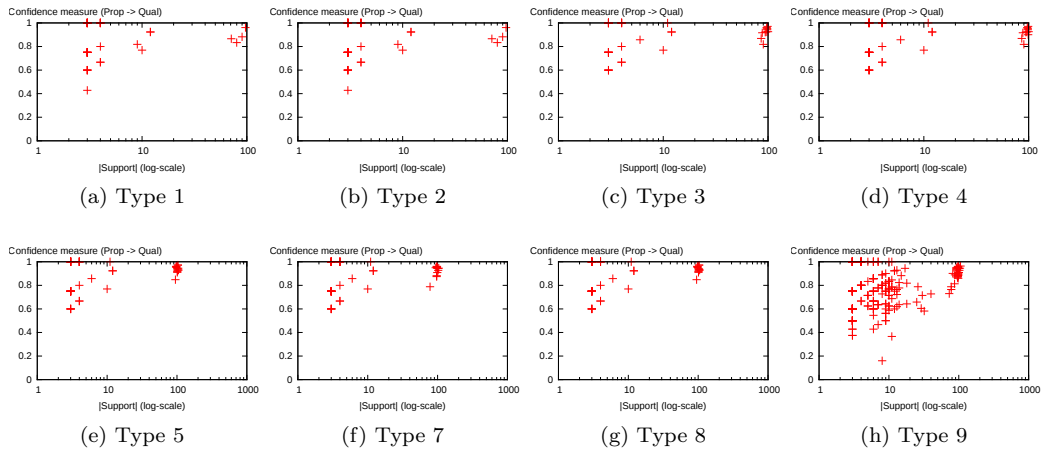 Confidence measure (Prop -> Qual)
1
0.8
0.6
0.4
0.2
0
1 10 100
|Support| (log-scale)
(a) Type 1
Confidence measure (Prop -> Qual)
1
0.8
0.6
0.4
0.2
0
1 10 100
|Support| (log-scale)
(b) Type 2
Confidence measure (Prop -> Qual)
1
0.8
0.6
0.4
0.2
0
1 10 100
|Support| (log-scale)
(c) Type 3
Confidence measure (Prop -> Qual)
1
0.8
0.6
0.4
0.2
0
1 10 100
|Support| (log-scale)
(d) Type 4
Confidence measure (Prop -> Qual)
1
0.8
0.6
0.4
0.2
0
1 10 100 1000
|Support| (log-scale)
(e) Type 5
Confidence measure (Prop -> Qual)
1
0.8
0.6
0.4
0.2
0
1 10 100 1000
|Support| (log-scale)
(f) Type 7
Confidence measure (Prop -> Qual)
1
0.8
0.6
0.4
0.2
0
1 10 100 1000
|Support| (log-scale)
(g) Type 8
Confidence measure (Prop -> Qual)
1
0.8
0.6
0.4
0.2
0
1 10 100 1000
|Support| (log-scale)
(h) Type 9